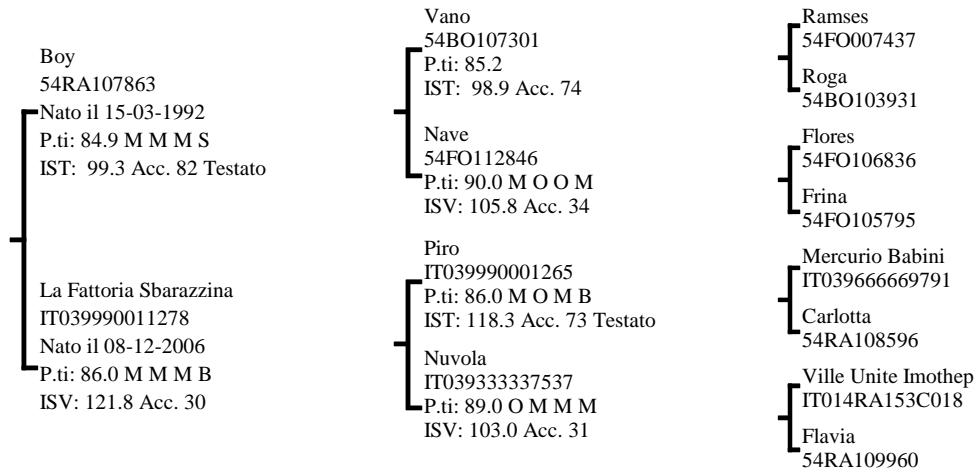 Boy
54RA107863
Nato il 15-03-1992
P.ti: 84.9 M M M S
IST: 99.3 Acc. 82 Testato
La Fattoria Sbarazzina
IT039990011278
Nato il 08-12-2006
P.ti: 86.0 M M M B
ISV: 121.8 Acc. 30
Vano
54BO107301
P.ti: 85.2
IST: 98.9 Acc. 74
Nave
54FO112846
P.ti: 90.0 M O O M
ISV: 105.8 Acc. 34
Piro
IT039990001265
P.ti: 86.0 M O M B
IST: 118.3 Acc. 73 Testato
Nuvola
IT039333337537
P.ti: 89.0 O M M M
ISV: 103.0 Acc. 31
Ramses
54FO007437
Roga
54BO103931
Flores
54FO106836
Frina
54FO105795
Mercurio Babini
IT039666669791
Carlotta
54RA108596
Ville Unite Imothep
IT014RA153C018
Flavia
54RA109960